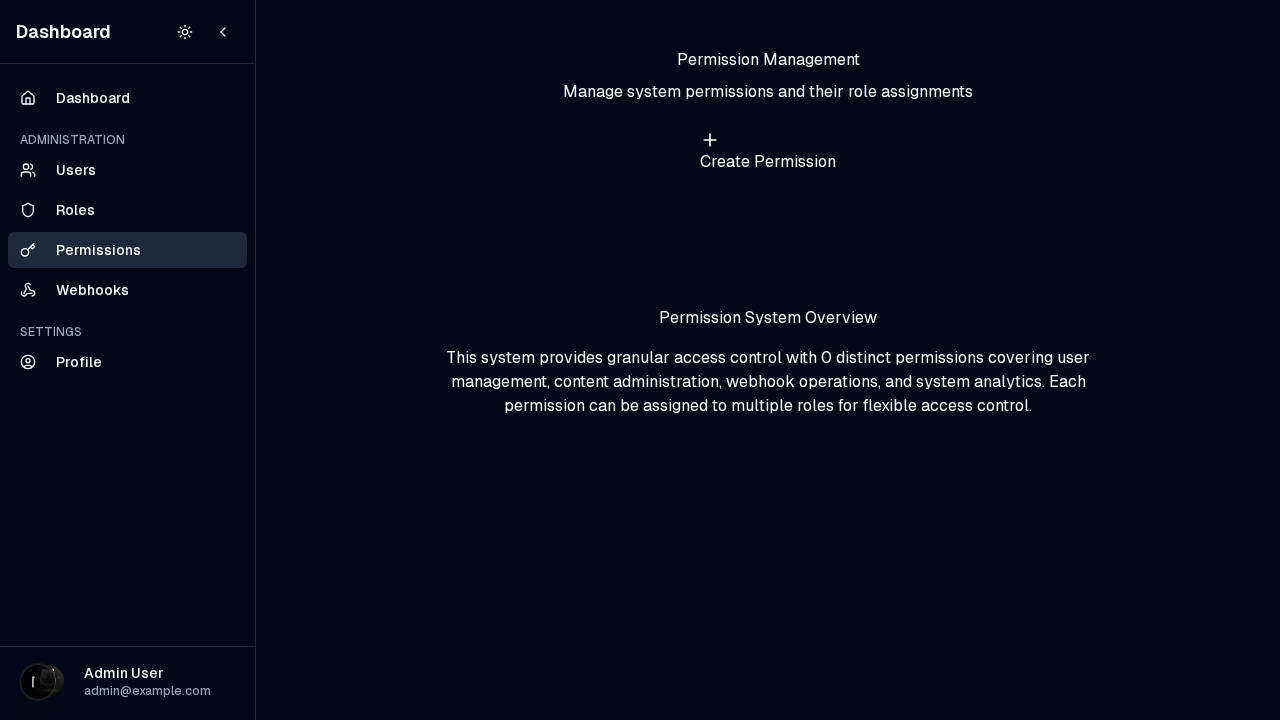 Dashboard
Dashboard
ADMINISTRATION
Users
Roles
Permissions
Webhooks
SETTINGS
Profile
Admin User
admin@example.com
Permission Management
Manage system permissions and their role assignments
Create Permission
Permission System Overview
This system provides granular access control with 0 distinct permissions covering user
management, content administration, webhook operations, and system analytics. Each
permission can be assigned to multiple roles for flexible access control.